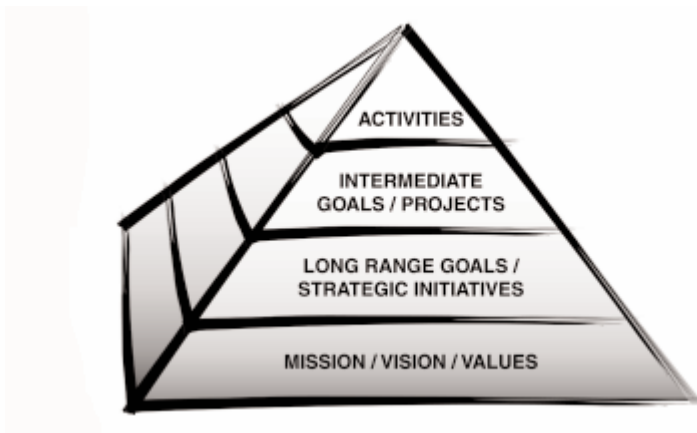 ACTIVITIES
INTERMEDIATE
GOALS / PROJECTS
LONG RANGE GOALS /
STRATEGIC INITIATIVES
MISSION / VISION / VALUES